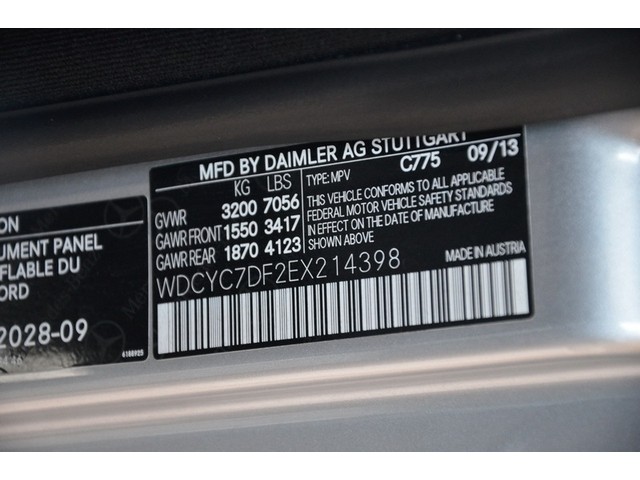 MFD BY DAIMLER AG STUTTGART
KG LBS
GVWR 3200 7056
GAWR FRONT 1550 3417
GAWR REAR 1870 4123
TYPE: MPV C775 09/13
THIS VEHICLE CONFORMS TO ALL APPLICABLE
FEDERAL MOTOR VEHICLE SAFETY STANDARDS
IN EFFECT ON THE DATE OF MANUFACTURE
SHOWN ABOVE.
MADE IN AUSTRIA
WDCYC7DF2EX214398
ION
UMENT PANEL
FLABLE DU
ORD
2028-09